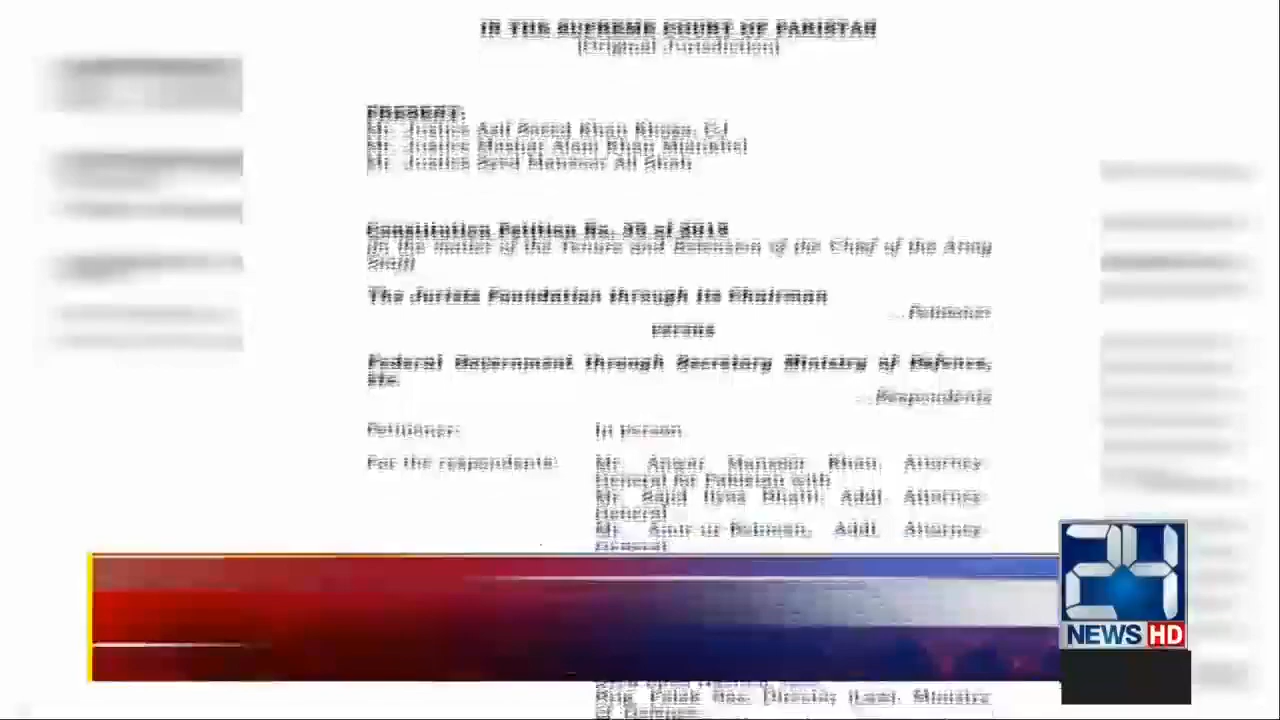 IN THE SUPREME COURT OF PAKISTAN
(Original Jurisdiction)
PRESENT:
Mr. Justice Asif Saeed Khan Khosa, CJ
Mr. Justice Mazhar Alam Khan Miankhel
Mr. Justice Syed Mansoor Ali Shah
Constitution Petition No. 39 of 2019
In the matter of the Tenure and Extension of the Chief of the Army
Staff
The Jurists Foundation through its Chairman
Petitioner
versus
Federal Government through Secretary Ministry of Defence,
etc.
Respondents
Petitioner:
In person.
For the respondents:
Mr. Anwar Mansoor Khan, Attorney-
General for Pakistan with
Mr. Sajid Ilyas Bhatti, Addl. Attorney-
General
Mr. Amir-ur-Rehman, Addl. Attorney-
General
24
NEWS HD
Brig. Falak Naz, Director (Law), Ministry
of Defence